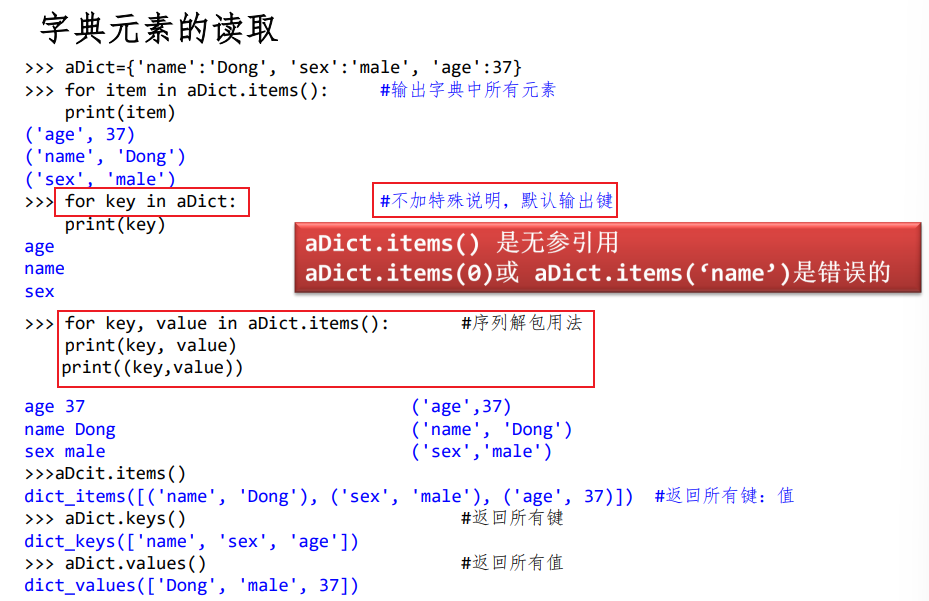 字典元素的读取
>>> aDict={'name':'Dong', 'sex':'male', 'age':37}
>>> for item in aDict.items():     #输出字典中所有元素
    print(item)
('age', 37)
('name', 'Dong')
('sex', 'male')
>>> for key in aDict:     #不加特殊说明，默认输出键
    print(key)
age
name
sex
aDict.items() 是无参引用
aDict.items(0)或 aDict.items(‘name’)是错误的
>>> for key, value in aDict.items():     #序列解包用法
    print(key, value)
    print((key,value))
age 37     ('age',37)
name Dong     ('name', 'Dong')
sex male     ('sex','male')
>>>aDcit.items()
dict_items([('name', 'Dong'), ('sex', 'male'), ('age', 37)])  #返回所有键：值
>>> aDict.keys()     #返回所有键
dict_keys(['name', 'sex', 'age'])
>>> aDict.values()     #返回所有值
dict_values(['Dong', 'male', 37])